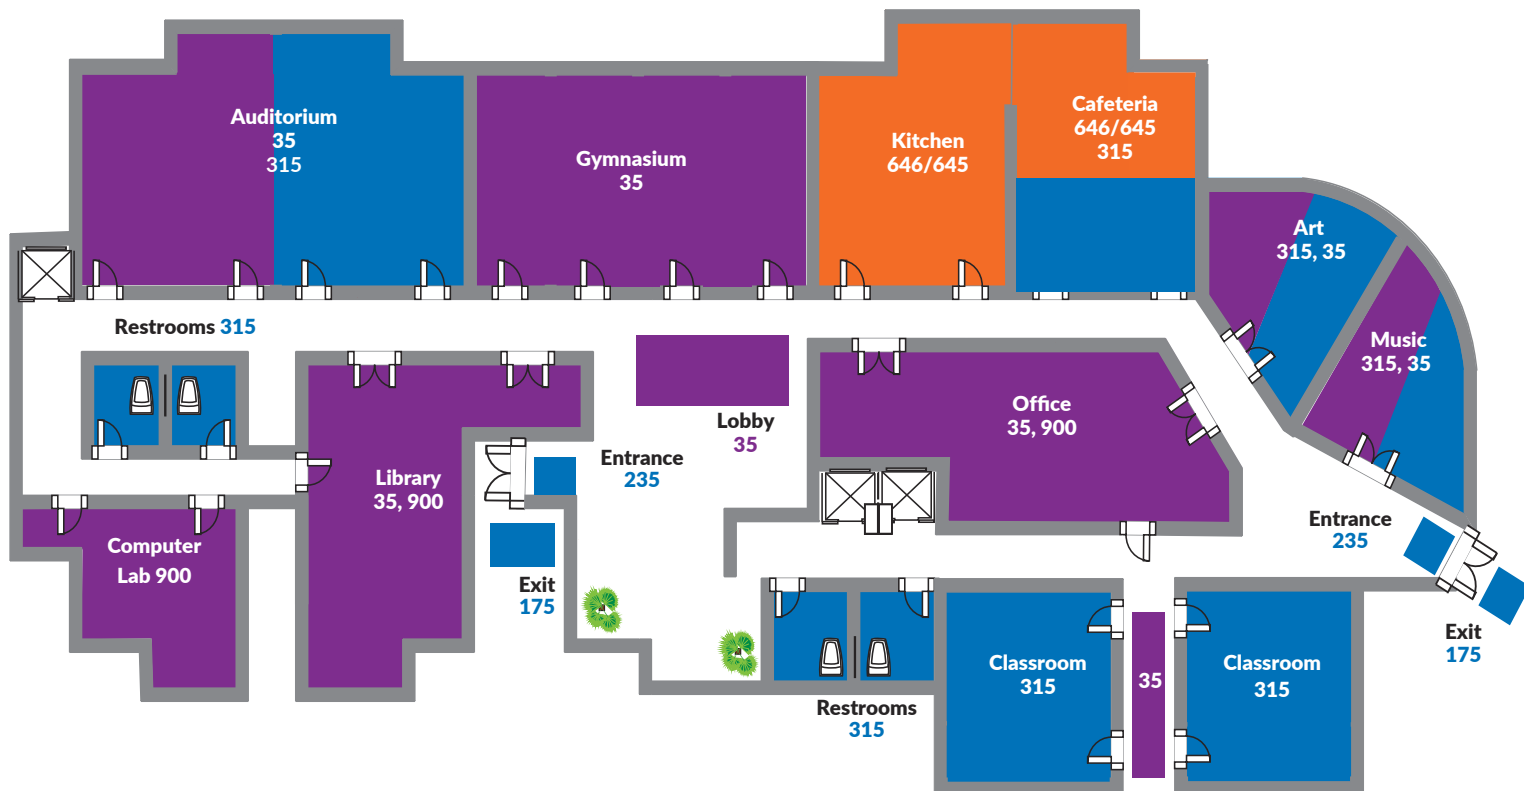 Auditorium
35
315
Gymnasium
35
Kitchen
646/645
Cafeteria
646/645
315
Art
315, 35
Music
315, 35
Restrooms 315
Lobby
35
Office
35, 900
Library
35, 900
Entrance
235
Computer
Lab 900
Exit
175
Entrance
235
Exit
175
Restrooms
315
Classroom
315
35
Classroom
315